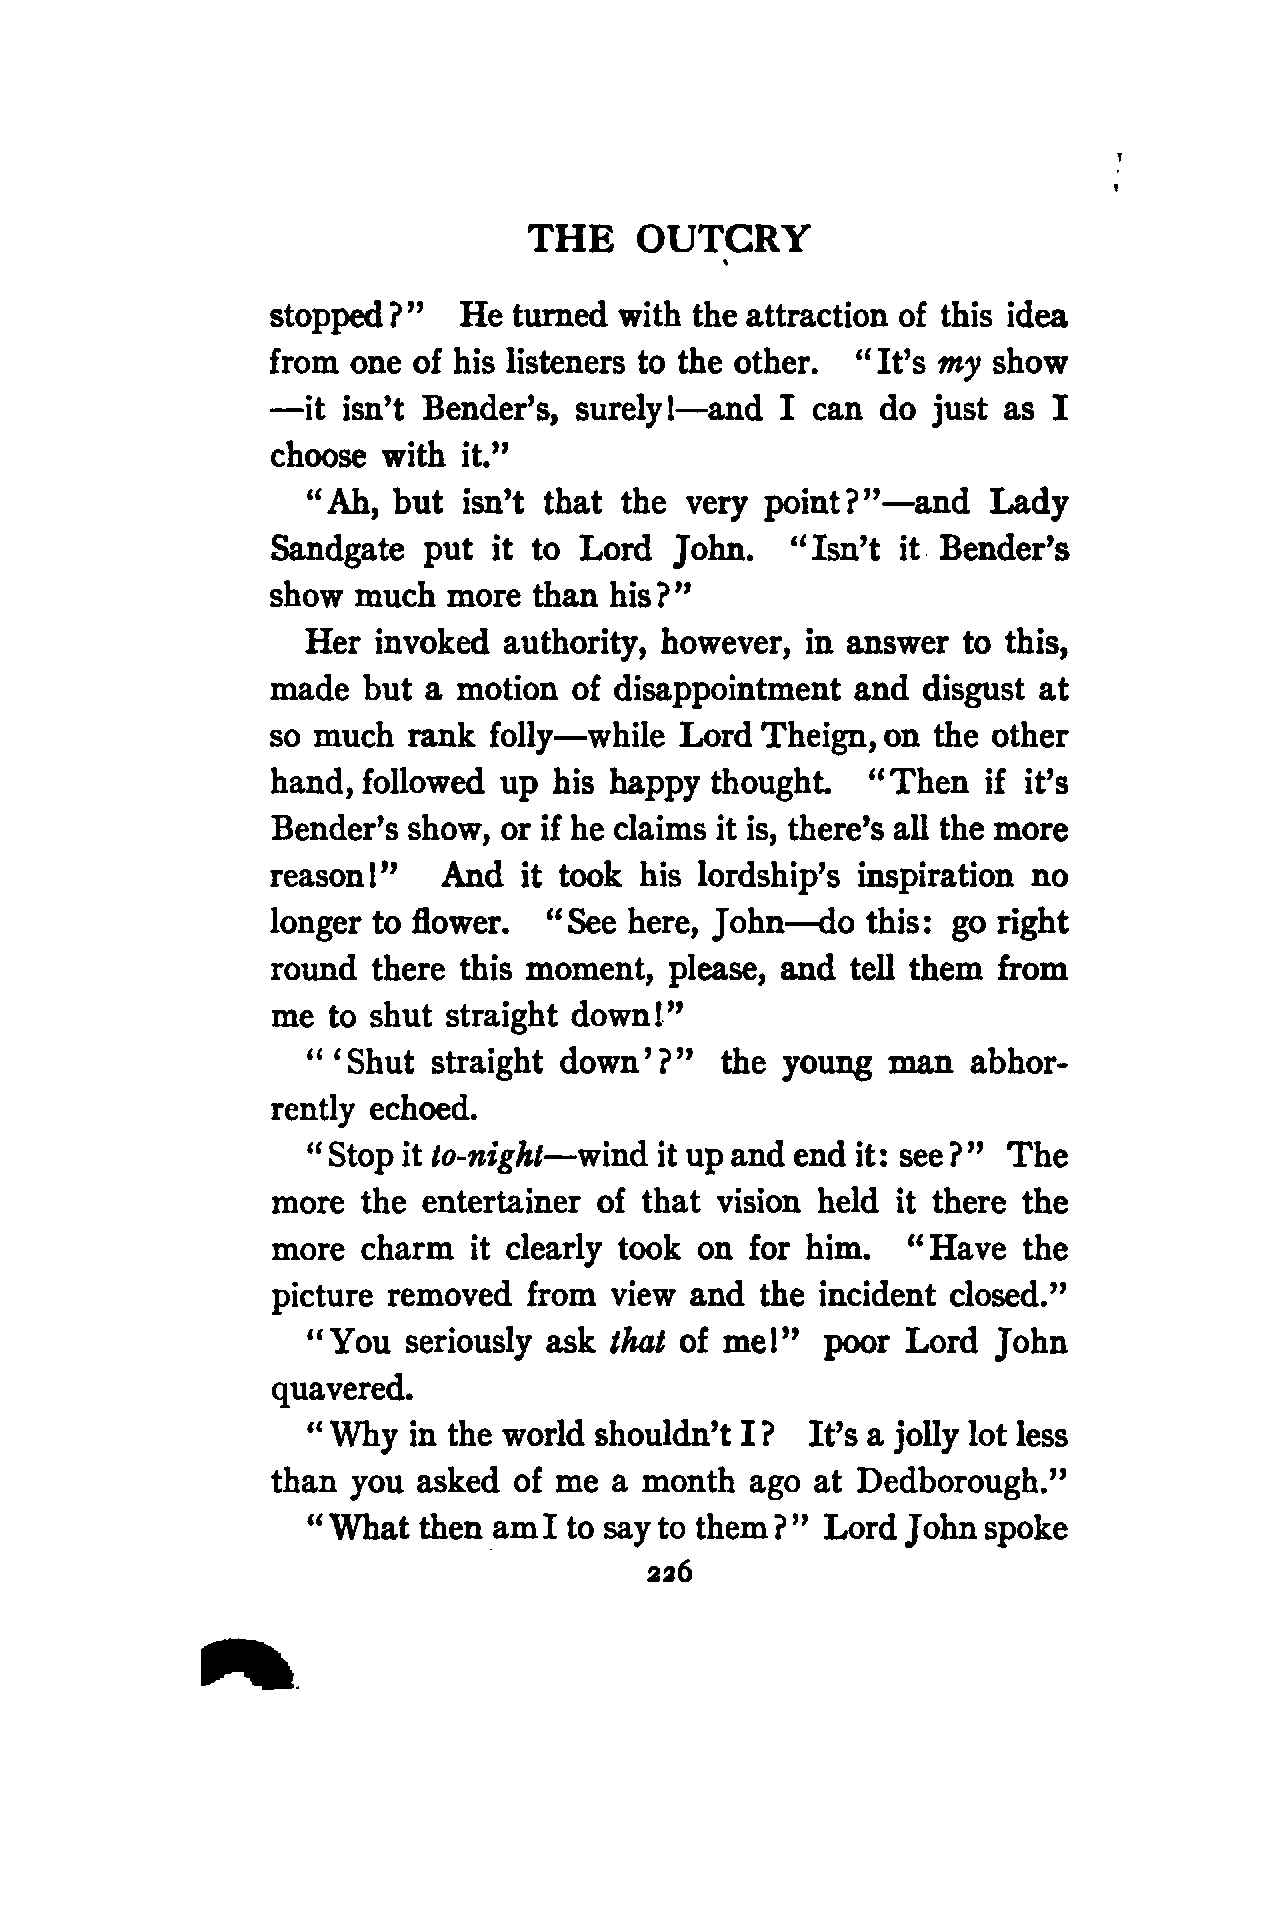 THE OUTCRY
stopped?" He turned with the attraction of this idea
from one of his listeners to the other. "It's my show
—it isn't Bender's, surely!—and I can do just as I
choose with it."
"Ah, but isn't that the very point?"—and Lady
Sandgate put it to Lord John. "Isn't it Bender's
show much more than his?"
Her invoked authority, however, in answer to this,
made but a motion of disappointment and disgust at
so much rank folly—while Lord Theign, on the other
hand, followed up his happy thought. "Then if it's
Bender's show, or if he claims it is, there's all the more
reason!" And it took his lordship's inspiration no
longer to flower. "See here, John—do this: go right
round there this moment, please, and tell them from
me to shut straight down!"
"'Shut straight down'?" the young man abhor-
rently echoed.
"Stop it to-night—wind it up and end it: see?" The
more the entertainer of that vision held it there the
more charm it clearly took on for him. "Have the
picture removed from view and the incident closed."
"You seriously ask that of me!" poor Lord John
quavered.
"Why in the world shouldn't I? It's a jolly lot less
than you asked of me a month ago at Dedborough."
"What then am I to say to them?" Lord John spoke
226